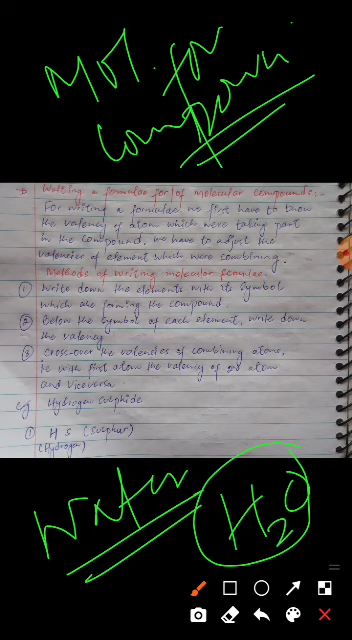 Mol. for
compoun.
Writing a formulae for/of molecular compounds:-
For writing a formulae we first have to know
the valency of atom which were taking part
in the compound, we have to adjust the
valencies of element which were combining.
Methods of writing molecular formulae.
① Write down the elements with its symbol
which are forming the compound.
② Below the symbol of each element, write down
the valency
③ Cross-over the valencies of combining atoms,
ie with first atom the valency of 2nd atom
and viceversa.
eg Hydrogen sulphide
① H S (Sulphur)
(Hydrogen)
Water H₂O